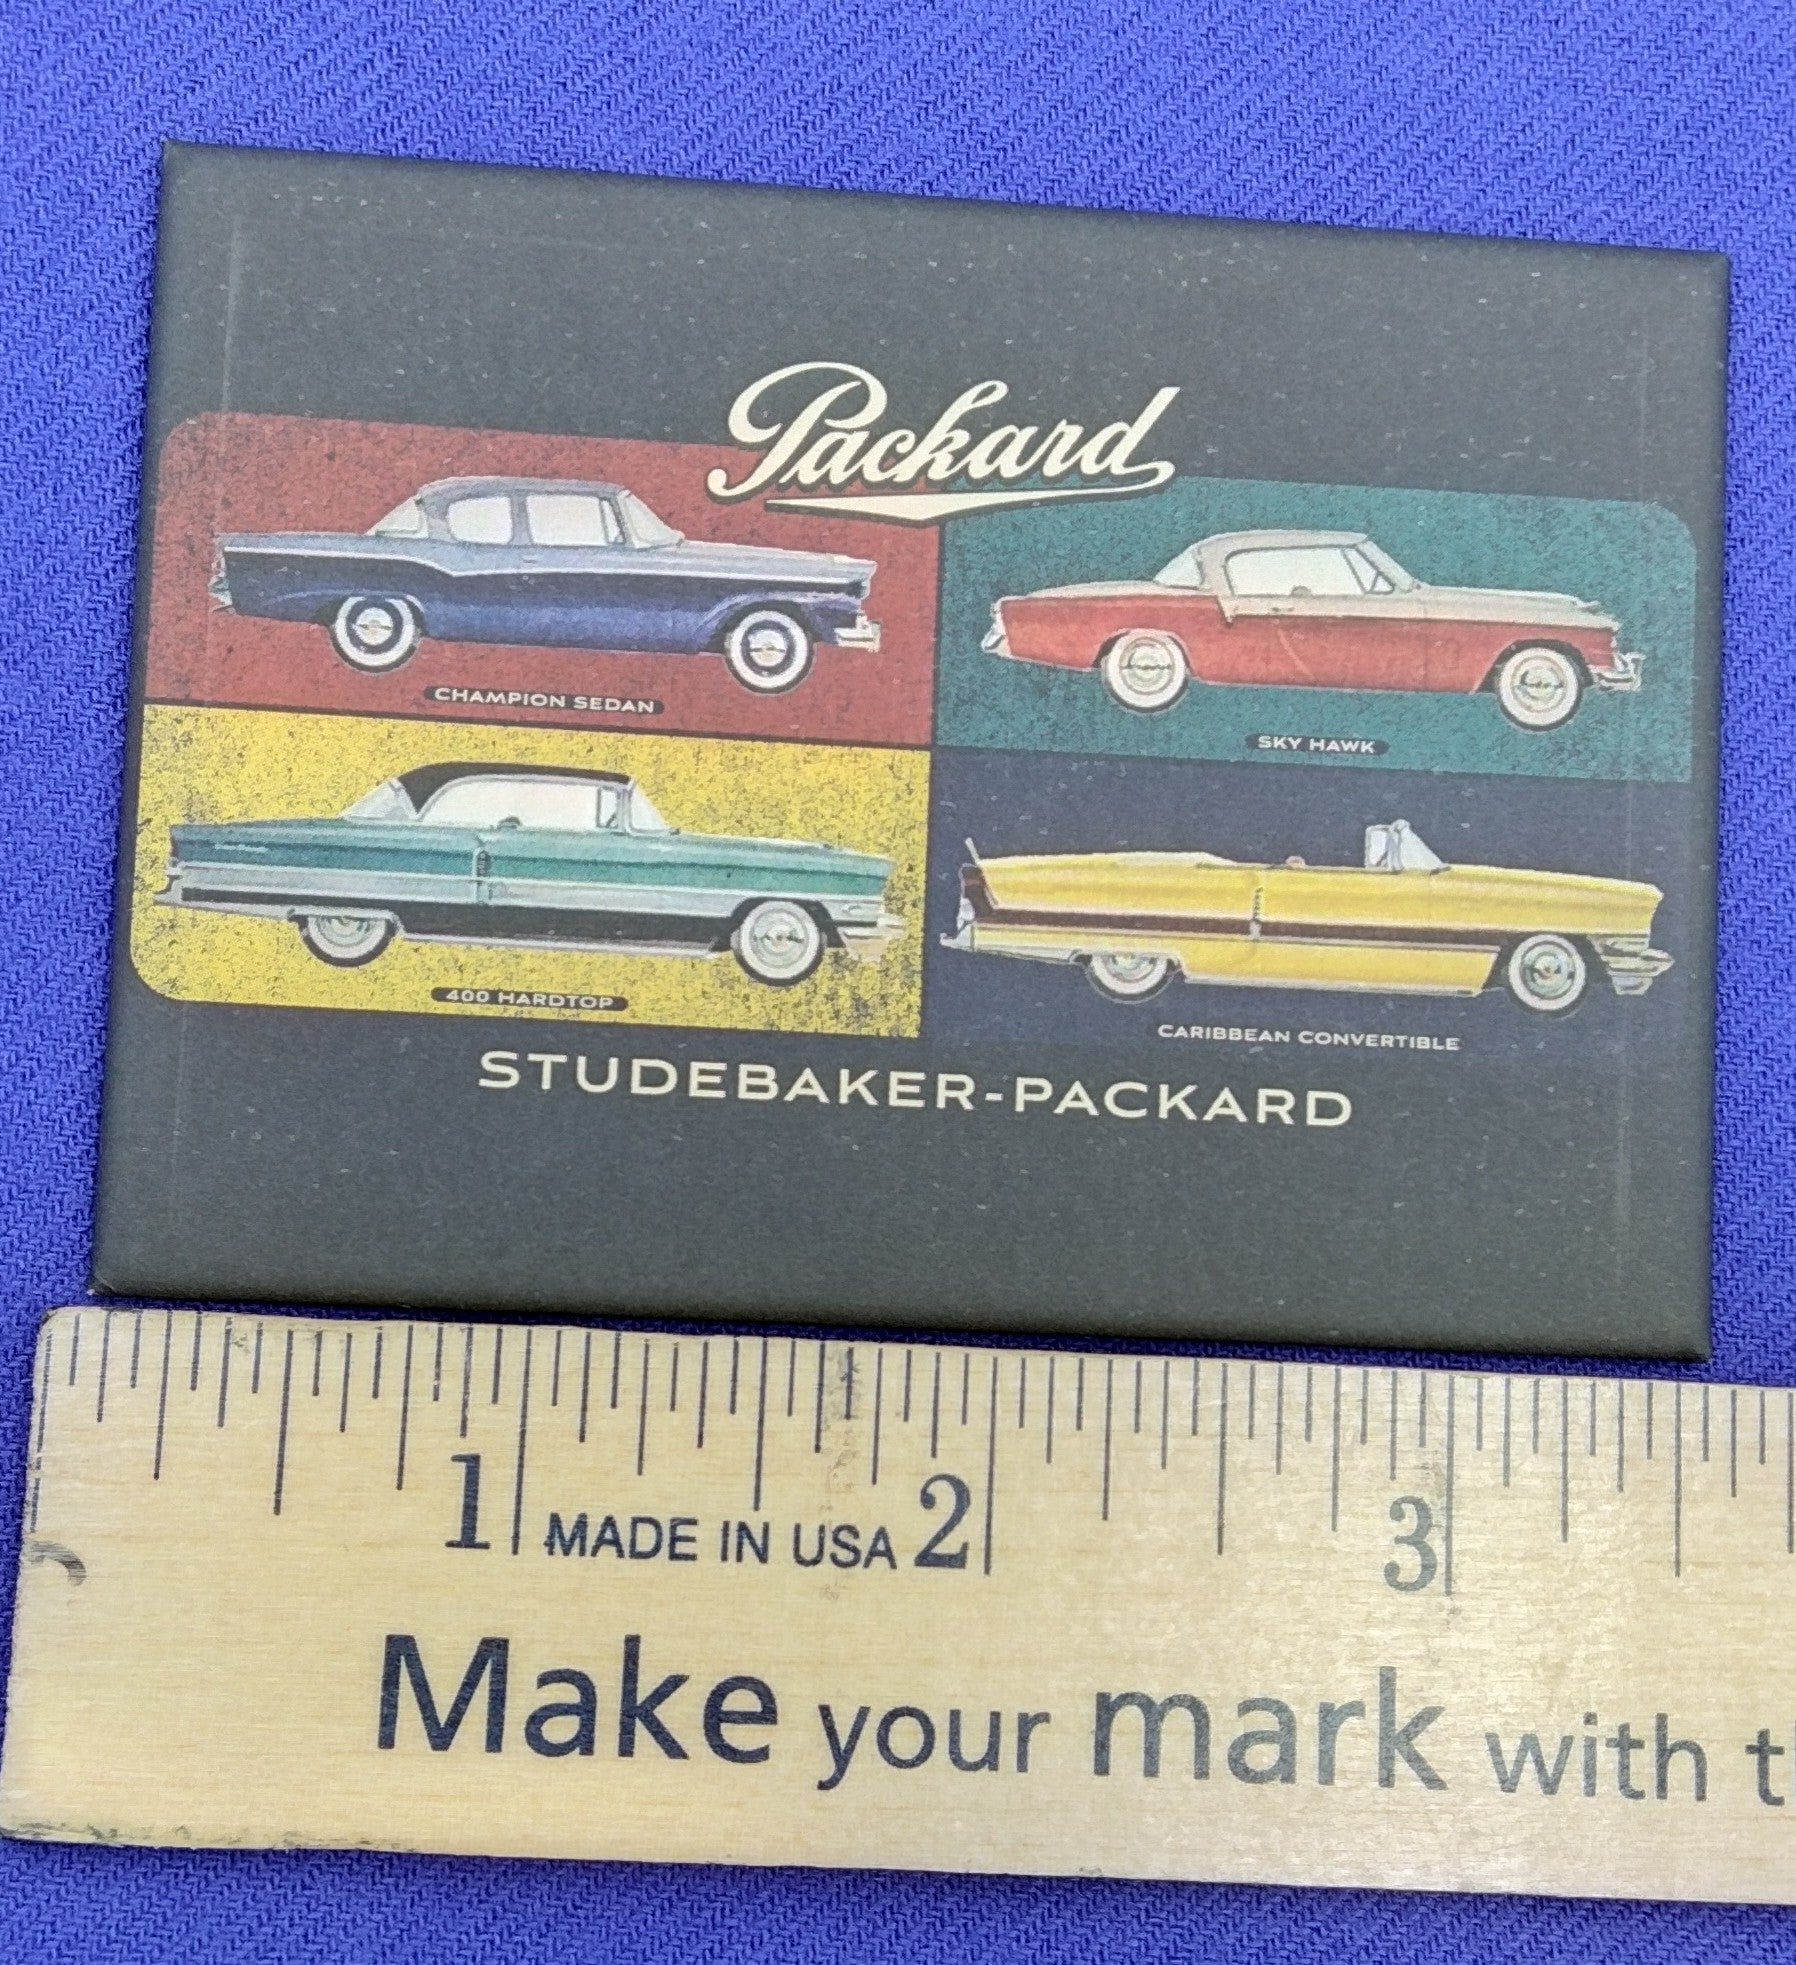 Packard
CHAMPION SEDAN
SKY HAWK
400 HARDTOP
CARIBBEAN CONVERTIBLE
STUDEBAKER-PACKARD
1 MADE IN USA 2 3
Make your mark with